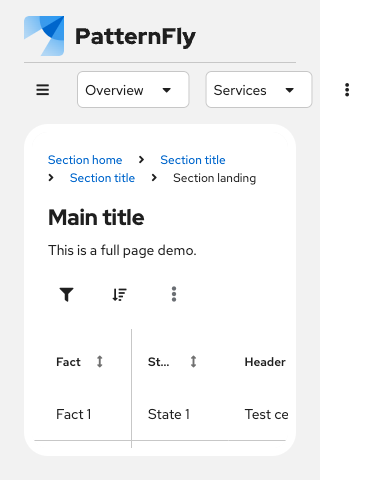 PatternFly
Overview Services
Section home Section title
Section title Section landing
Main title
This is a full page demo.
Fact St... Header
Fact 1 State 1 Test ce